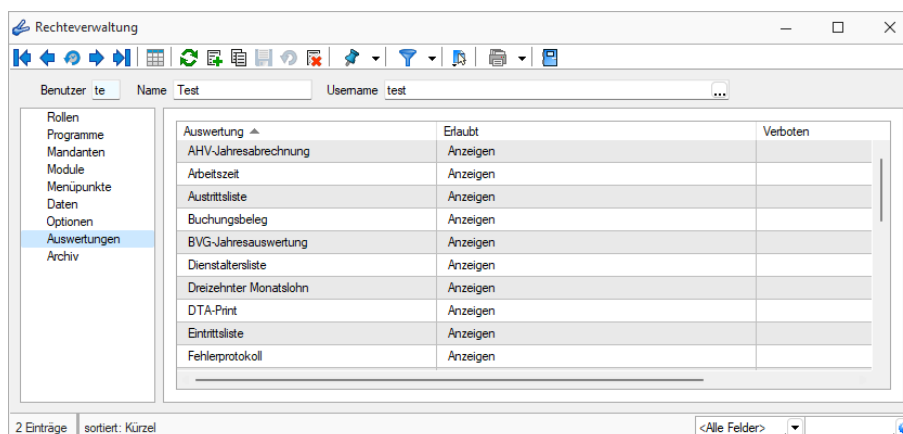 Rechteverwaltung
Benutzer te Name Test Username test ...
Rollen
Programme
Mandanten
Module
Menüpunkte
Daten
Optionen
Auswertungen
Archiv
Auswertung Erlaubt Verboten
AHV-Jahresabrechnung Anzeigen
Arbeitszeit Anzeigen
Austrittsliste Anzeigen
Buchungsbeleg Anzeigen
BVG-Jahresauswertung Anzeigen
Dienstaltersliste Anzeigen
Dreizehnter Monatslohn Anzeigen
DTA-Print Anzeigen
Eintrittsliste Anzeigen
Fehlerprotokoll Anzeigen
2 Einträge sortiert: Kürzel <Alle Felder>